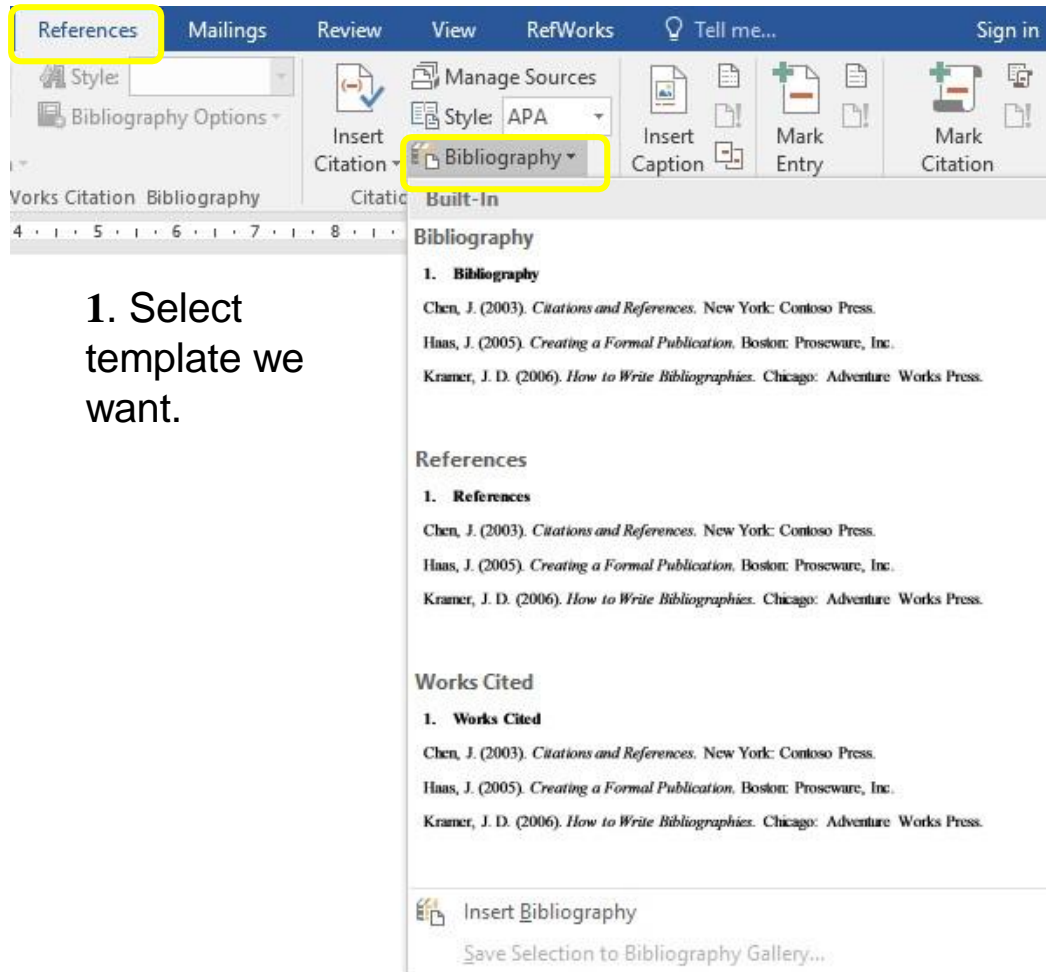 References Mailings Review View RefWorks Tell me... Sign in
Style:
Bibliography Options
Insert
Citation
Manage Sources
Style: APA
Bibliography
Insert
Caption
Mark
Entry
Mark
Citation
Works Citation Bibliography
Citatio
4 · ı · 5 · ı · 6 · ı · 7 · ı · 8 · ı ·
1. Select
template we
want.
Built-In
Bibliography
1. Bibliography
Chen, J. (2003). Citations and References. New York: Contoso Press.
Haas, J. (2005). Creating a Formal Publication. Boston: Proseware, Inc.
Kramer, J. D. (2006). How to Write Bibliographies. Chicago: Adventure Works Press.
References
1. References
Chen, J. (2003). Citations and References. New York: Contoso Press.
Haas, J. (2005). Creating a Formal Publication. Boston: Proseware, Inc.
Kramer, J. D. (2006). How to Write Bibliographies. Chicago: Adventure Works Press.
Works Cited
1. Works Cited
Chen, J. (2003). Citations and References. New York: Contoso Press.
Haas, J. (2005). Creating a Formal Publication. Boston: Proseware, Inc.
Kramer, J. D. (2006). How to Write Bibliographies. Chicago: Adventure Works Press.
Insert Bibliography
Save Selection to Bibliography Gallery...